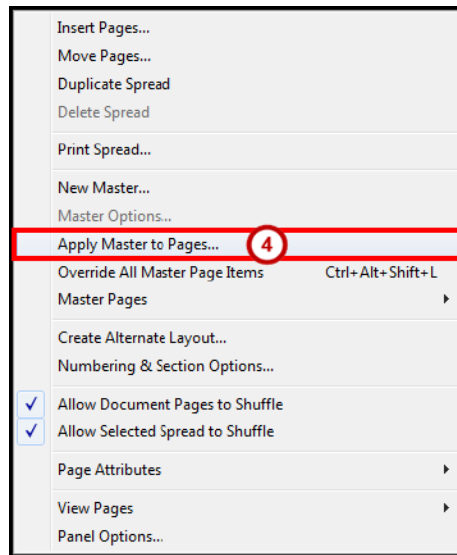 Insert Pages...
Move Pages...
Duplicate Spread
Delete Spread
Print Spread...
New Master...
Master Options...
Apply Master to Pages... 4
Override All Master Page Items Ctrl+Alt+Shift+L
Master Pages
Create Alternate Layout...
Numbering & Section Options...
Allow Document Pages to Shuffle
Allow Selected Spread to Shuffle
Page Attributes
View Pages
Panel Options...